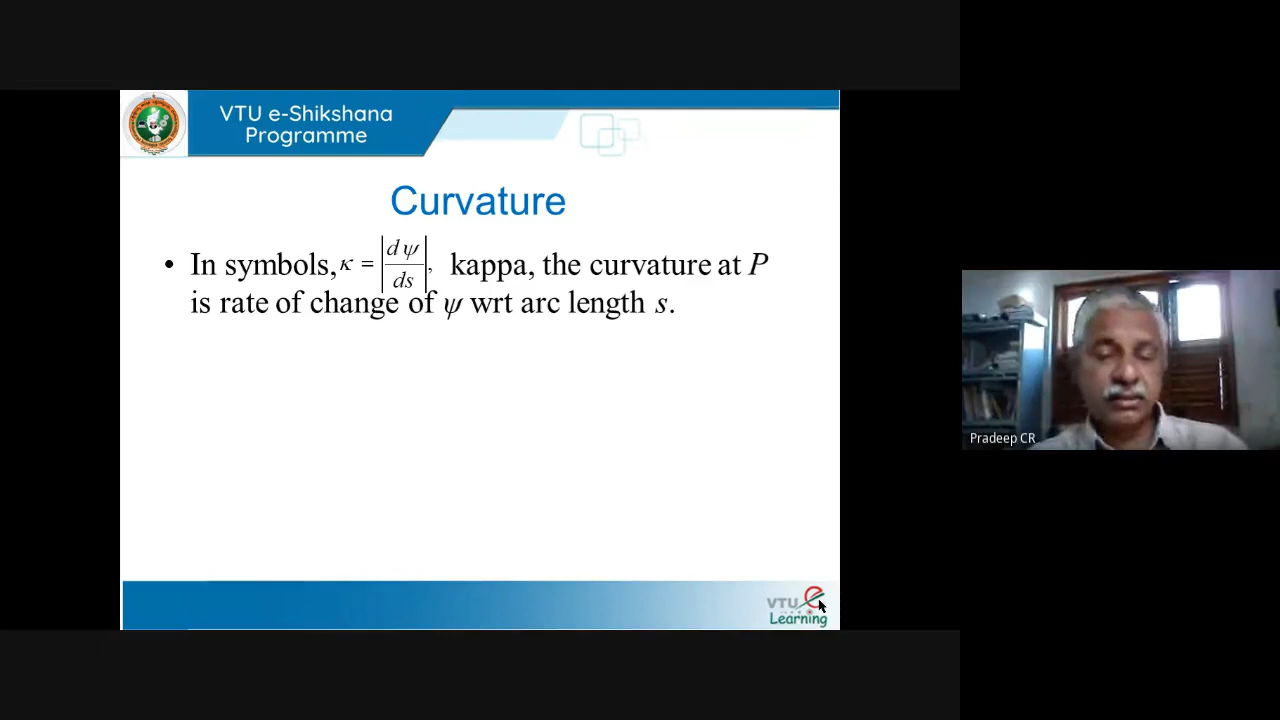 VTU e-Shikshana
Programme
Curvature
• In symbols, κ = |dψ/ds|, kappa, the curvature at P
is rate of change of ψ wrt arc length s.
Pradeep CR
VTU e
Learning